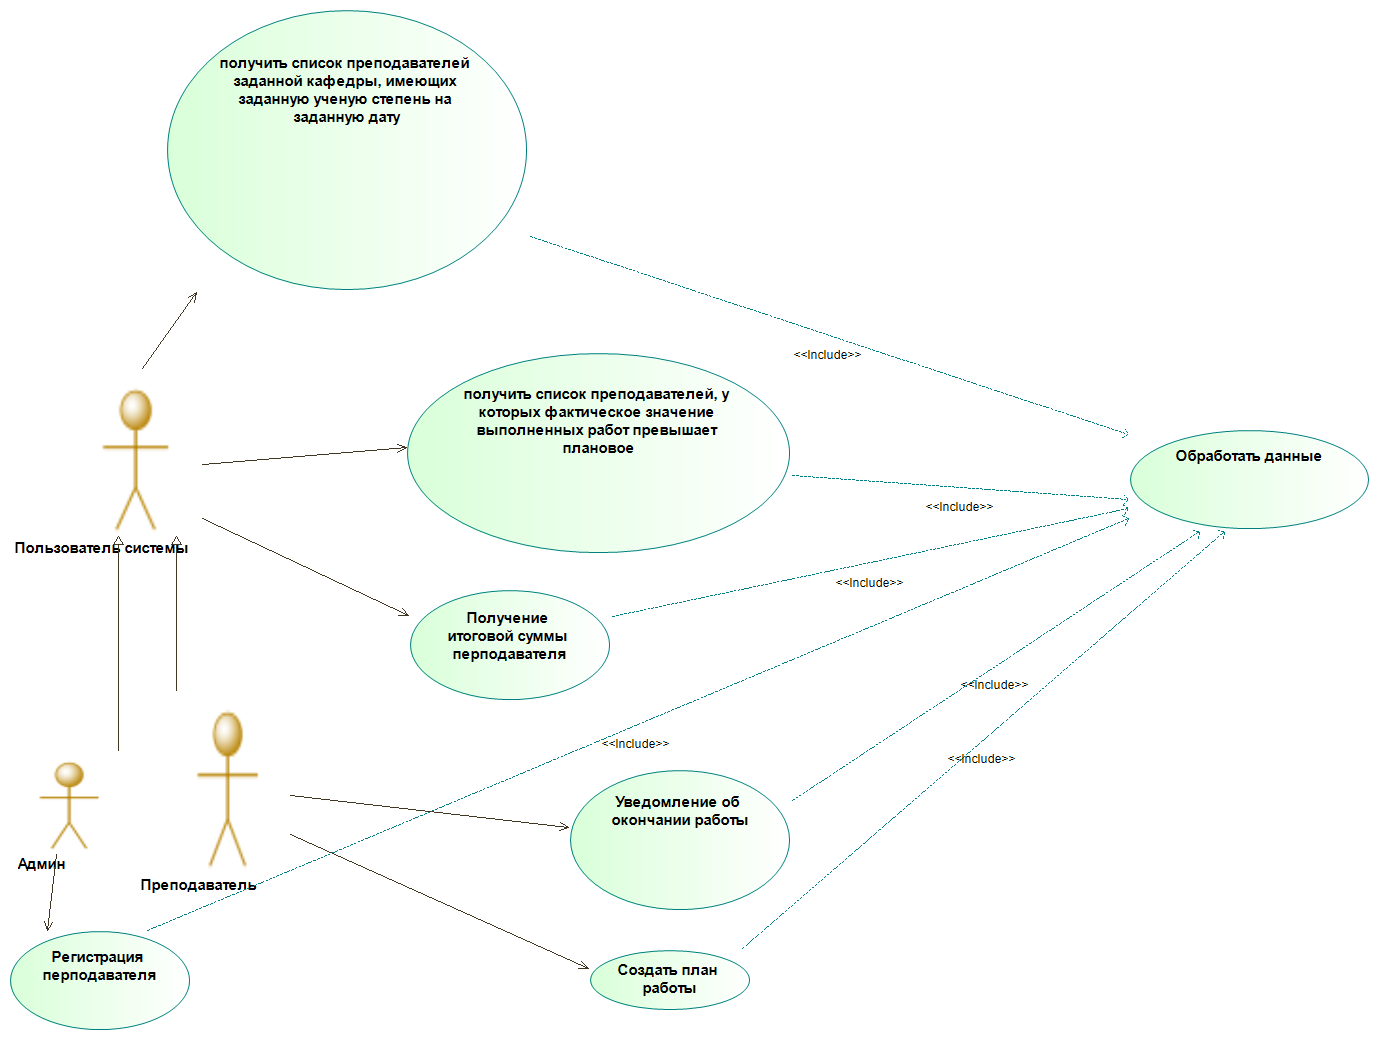 получить список преподавателей
заданной кафедры, имеющих
заданную ученую степень на
заданную дату
<<Include>>
получить список преподавателей, у
которых фактическое значение
выполненных работ превышает
плановое
Обработать данные
<<Include>>
Пользователь системы
<<Include>>
Получение
итоговой суммы
перподавателя
<<Include>>
<<Include>>
<<Include>>
Уведомление об
окончании работы
Админ
Преподаватель
Регистрация
перподавателя
Создать план
работы